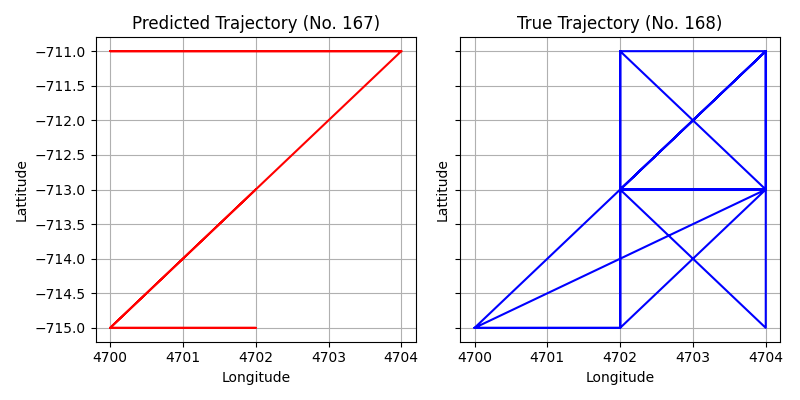 Predicted Trajectory (No. 167)
True Trajectory (No. 168)
−711.0
−711.5
−712.0
−712.5
−713.0
−713.5
−714.0
−714.5
−715.0
Lattitude
Lattitude
4700 4701 4702 4703 4704
4700 4701 4702 4703 4704
Longitude
Longitude